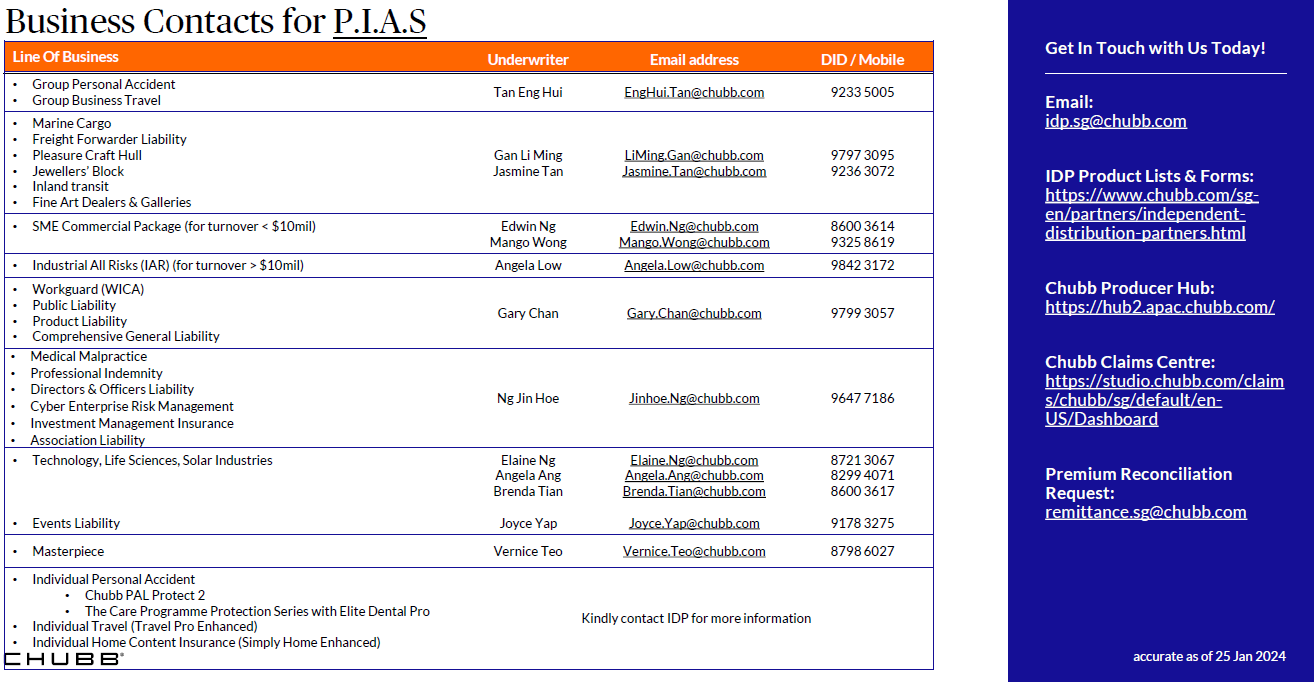 Business Contacts for P.I.A.S
Line Of Business Underwriter Email address DID / Mobile
• Group Personal Accident
• Group Business Travel
Tan Eng Hui EngHui.Tan@chubb.com 9233 5005
• Marine Cargo
• Freight Forwarder Liability
• Pleasure Craft Hull
• Jewellers’ Block
• Inland transit
• Fine Art Dealers & Galleries
Gan Li Ming LiMing.Gan@chubb.com 9797 3095
Jasmine Tan Jasmine.Tan@chubb.com 9236 3072
• SME Commercial Package (for turnover < $10mil) Edwin Ng Edwin.Ng@chubb.com 8600 3614
Mango Wong Mango.Wong@chubb.com 9325 8619
• Industrial All Risks (IAR) (for turnover > $10mil) Angela Low Angela.Low@chubb.com 9842 3172
• Workguard (WICA)
• Public Liability
• Product Liability
• Comprehensive General Liability
Gary Chan Gary.Chan@chubb.com 9799 3057
• Medical Malpractice
• Professional Indemnity
• Directors & Officers Liability
• Cyber Enterprise Risk Management
• Investment Management Insurance
• Association Liability
Ng Jin Hoe Jinhoe.Ng@chubb.com 9647 7186
• Technology, Life Sciences, Solar Industries Elaine Ng Elaine.Ng@chubb.com 8721 3067
Angela Ang Angela.Ang@chubb.com 8299 4071
Brenda Tian Brenda.Tian@chubb.com 8600 3617
• Events Liability Joyce Yap Joyce.Yap@chubb.com 9178 3275
• Masterpiece Vernice Teo Vernice.Teo@chubb.com 8798 6027
• Individual Personal Accident
• Chubb PAL Protect 2
• The Care Programme Protection Series with Elite Dental Pro
• Individual Travel (Travel Pro Enhanced)
• Individual Home Content Insurance (Simply Home Enhanced)
Kindly contact IDP for more information
CHUBB®
Get In Touch with Us Today!
Email:
idp.sg@chubb.com
IDP Product Lists & Forms:
https://www.chubb.com/sg-
en/partners/independent-
distribution-partners.html
Chubb Producer Hub:
https://hub2.apac.chubb.com/
Chubb Claims Centre:
https://studio.chubb.com/claim
s/chubb/sg/default/en-
US/Dashboard
Premium Reconciliation
Request:
remittance.sg@chubb.com
accurate as of 25 Jan 2024